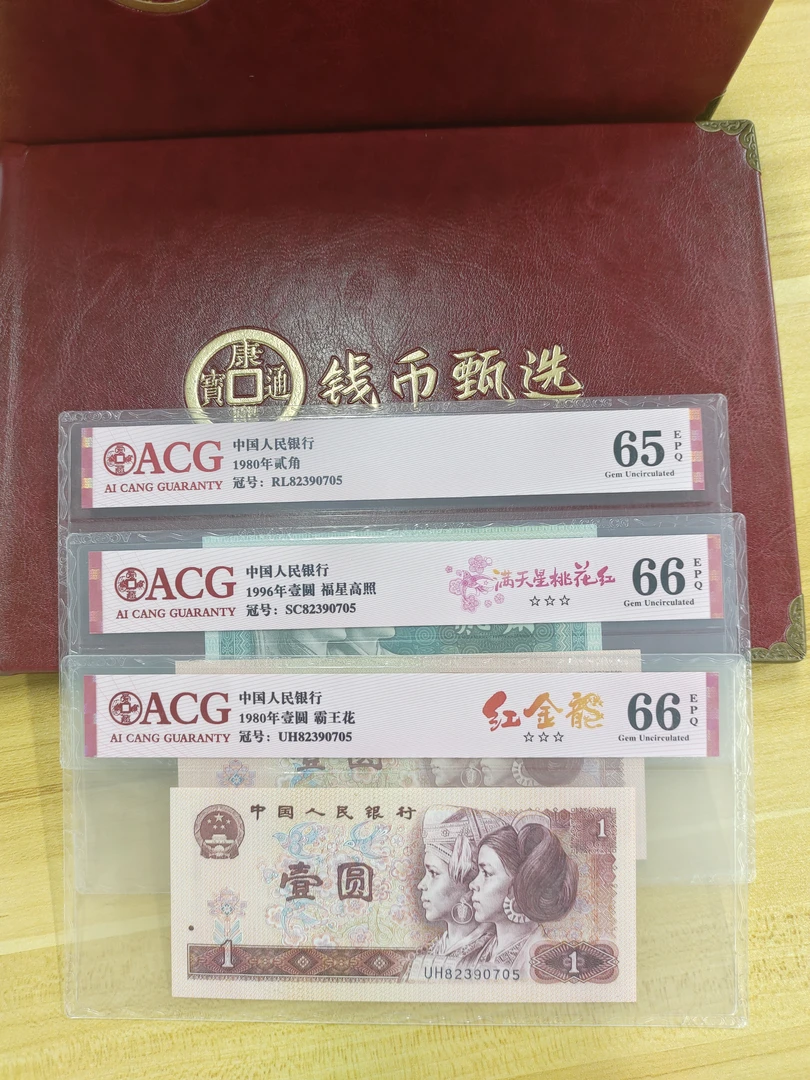 康
寶 通
钱币甄选
ACG
AI CANG GUARANTY
中国人民银行
1980年贰角
冠号：RL82390705
65
EPQ
Gem Uncirculated
ACG
AI CANG GUARANTY
中国人民银行
1996年壹圆 福星高照
冠号：SC82390705
满天星桃花红
☆☆☆
66
EPQ
Gem Uncirculated
ACG
AI CANG GUARANTY
中国人民银行
1980年壹圆 霸王花
冠号：UH82390705
红金龍
☆☆☆
66
EPQ
Gem Uncirculated
壹圆
中国人民银行
1
壹圆
1
UH82390705
1